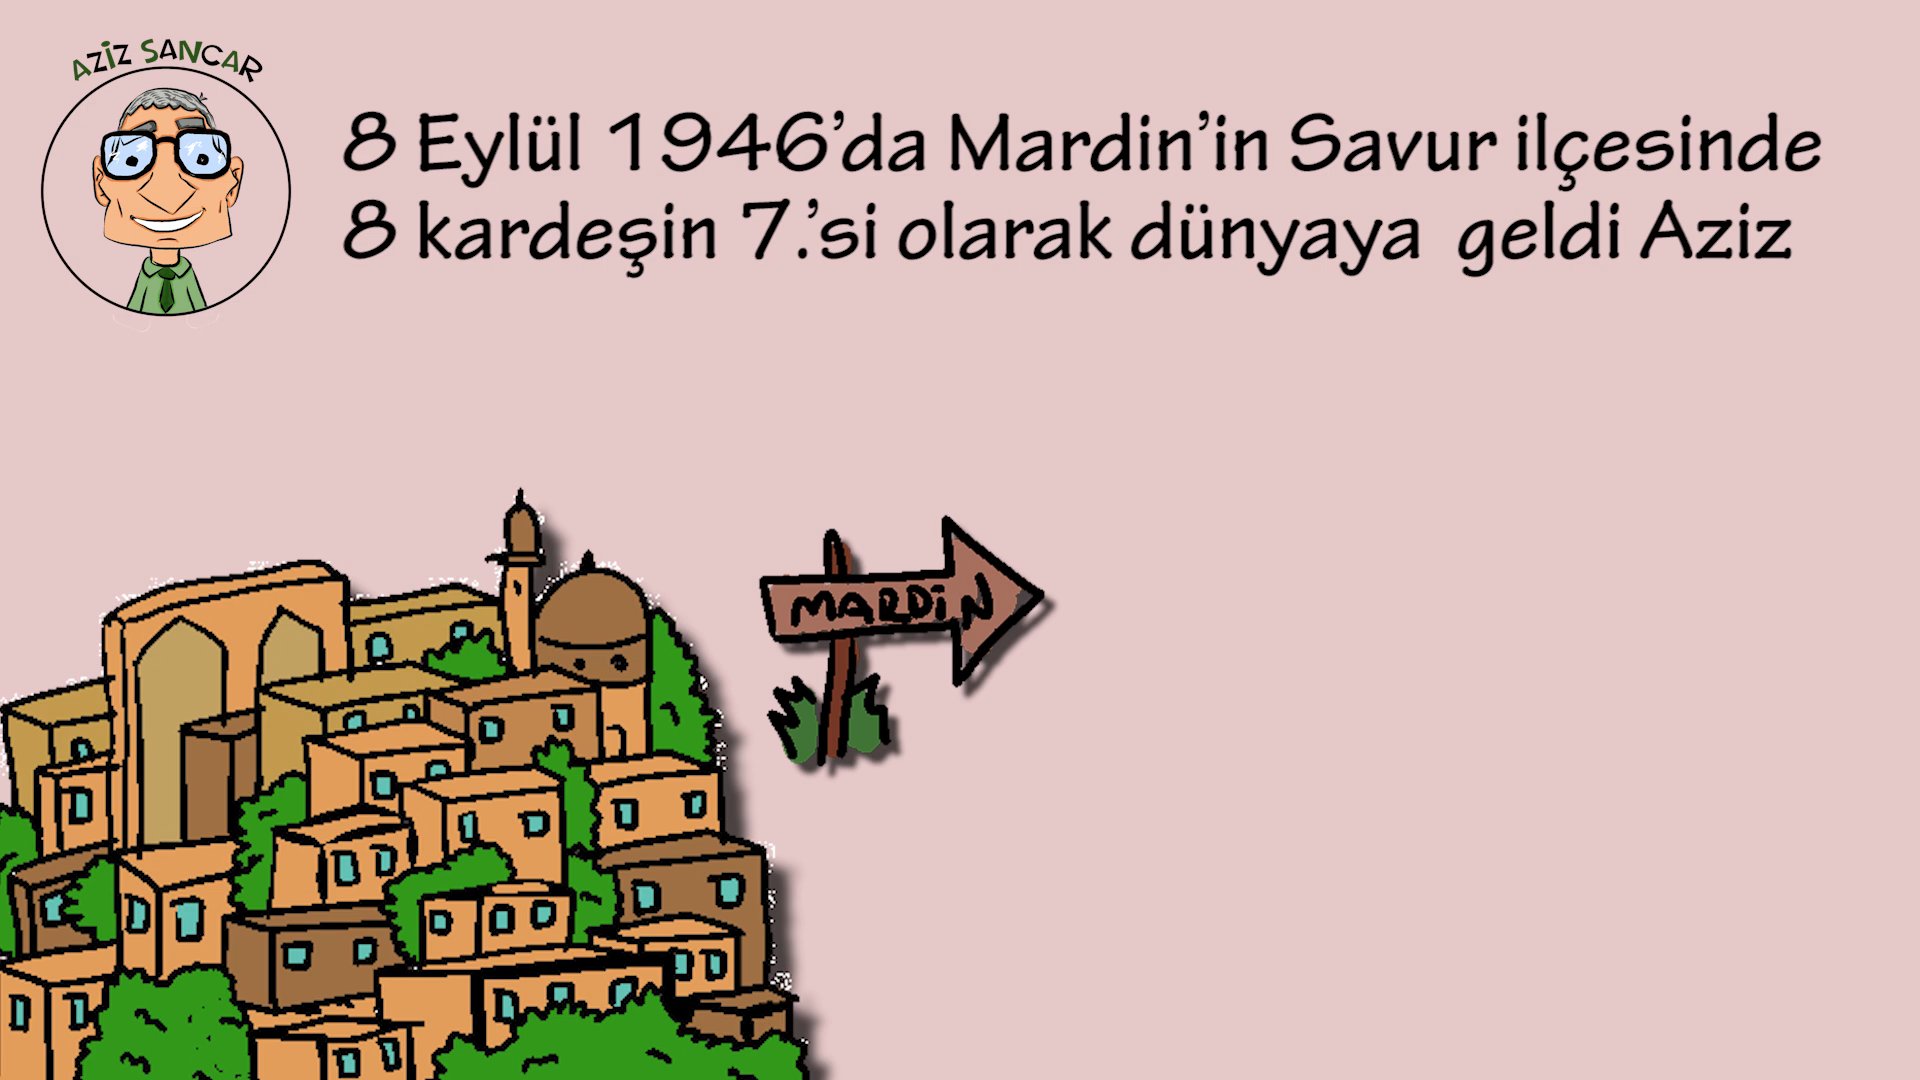 AZİZ SANCAR
8 Eylül 1946'da Mardin'in Savur ilçesinde
8 kardeşin 7.'si olarak dünyaya geldi Aziz
MARDİN